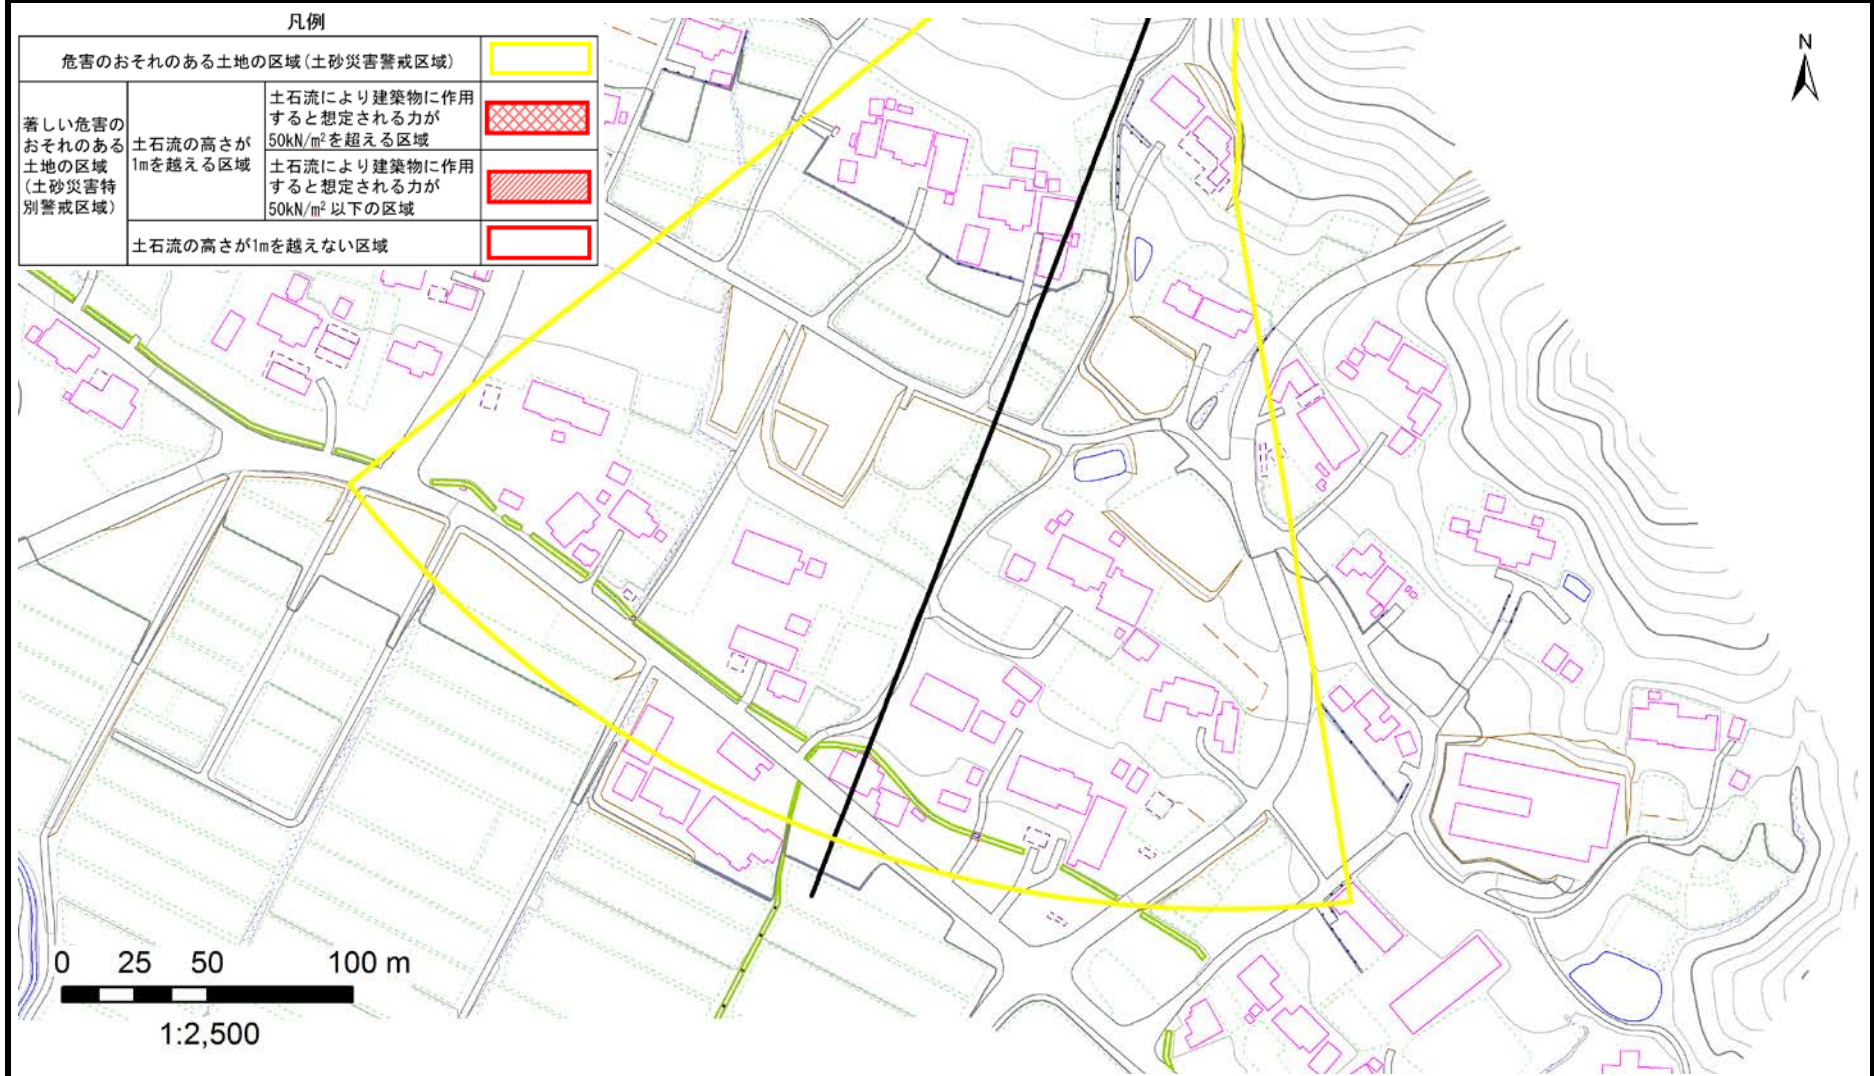 凡例
危害のおそれのある土地の区域(土砂災害警戒区域)
著しい危害の
おそれのある
土地の区域
(土砂災害特
別警戒区域)
土石流の高さが
1mを越える区域
土石流により建築物に作用
すると想定される力が
50kN/m²を超える区域
土石流により建築物に作用
すると想定される力が
50kN/m²以下の区域
土石流の高さが1mを越えない区域
N
0 25 50 100 m
1:2,500